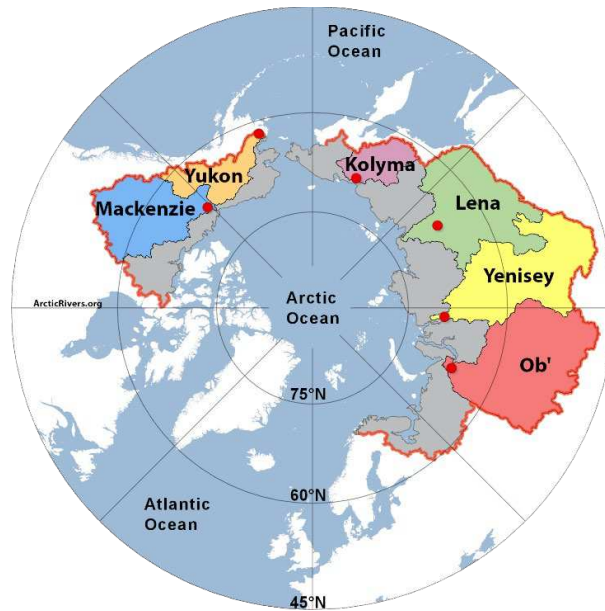 Pacific
Ocean
Kolyma
Yukon
Mackenzie
Lena
Yenisey
ArcticRivers.org
Arctic
Ocean
Ob'
75°N
Atlantic
Ocean
60°N
45°N